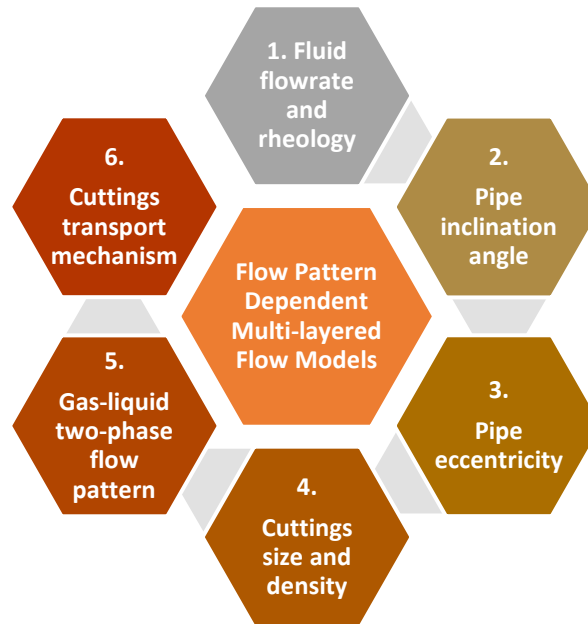 1. Fluid
flowrate
and
rheology
2.
Pipe
inclination
angle
3.
Pipe
eccentricity
4.
Cuttings
size and
density
5.
Gas-liquid
two-phase
flow
pattern
6.
Cuttings
transport
mechanism
Flow Pattern
Dependent
Multi-layered
Flow Models